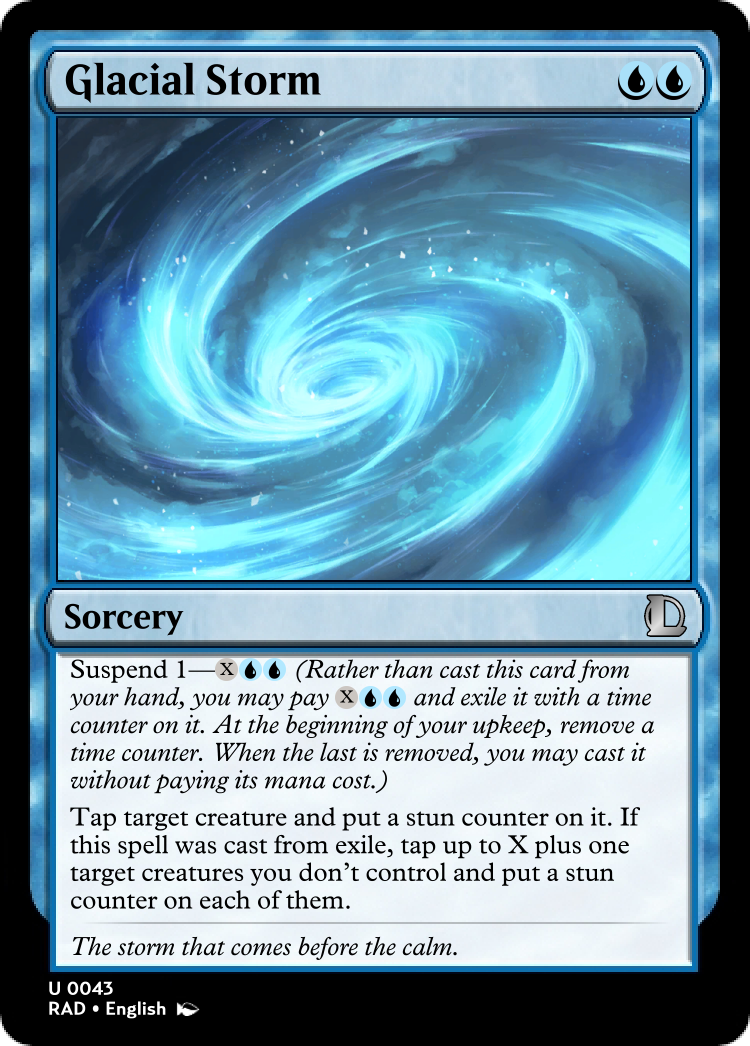 Glacial Storm
Sorcery
Suspend 1—X (Rather than cast this card from
your hand, you may pay X and exile it with a time
counter on it. At the beginning of your upkeep, remove a
time counter. When the last is removed, you may cast it
without paying its mana cost.)
Tap target creature and put a stun counter on it. If
this spell was cast from exile, tap up to X plus one
target creatures you don't control and put a stun
counter on each of them.
The storm that comes before the calm.
U 0043
RAD • English